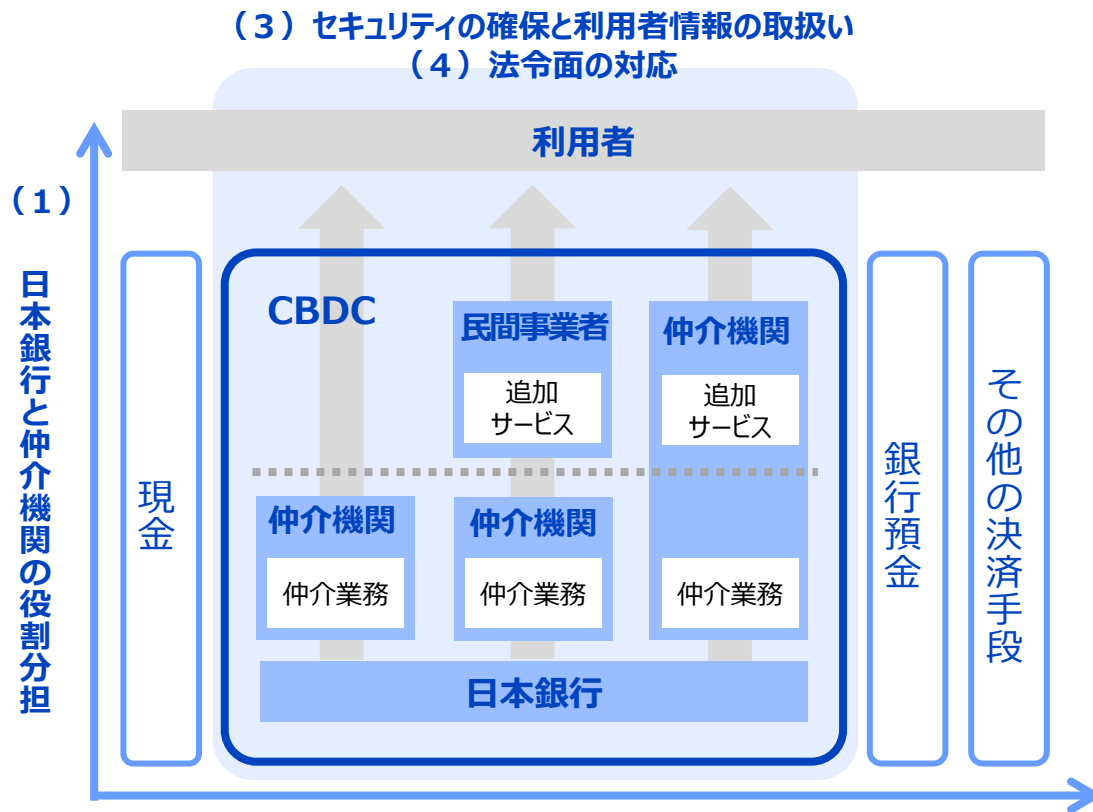 （３）セキュリティの確保と利用者情報の取扱い
（４）法令面の対応
利用者
（１）
日本銀行と仲介機関の役割分担
現金
CBDC
民間事業者
追加
サービス
仲介機関
追加
サービス
仲介機関
仲介業務
仲介機関
仲介業務
仲介業務
日本銀行
銀行預金
その他の決済手段